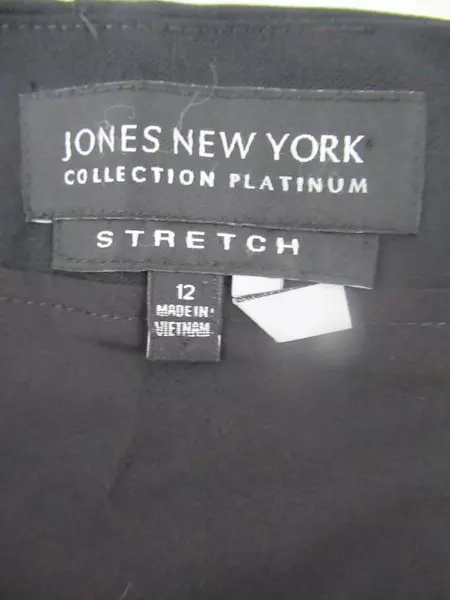 JONES NEW YORK
COLLECTION PLATINUM
STRETCH
12
MADE IN
VIETNAM